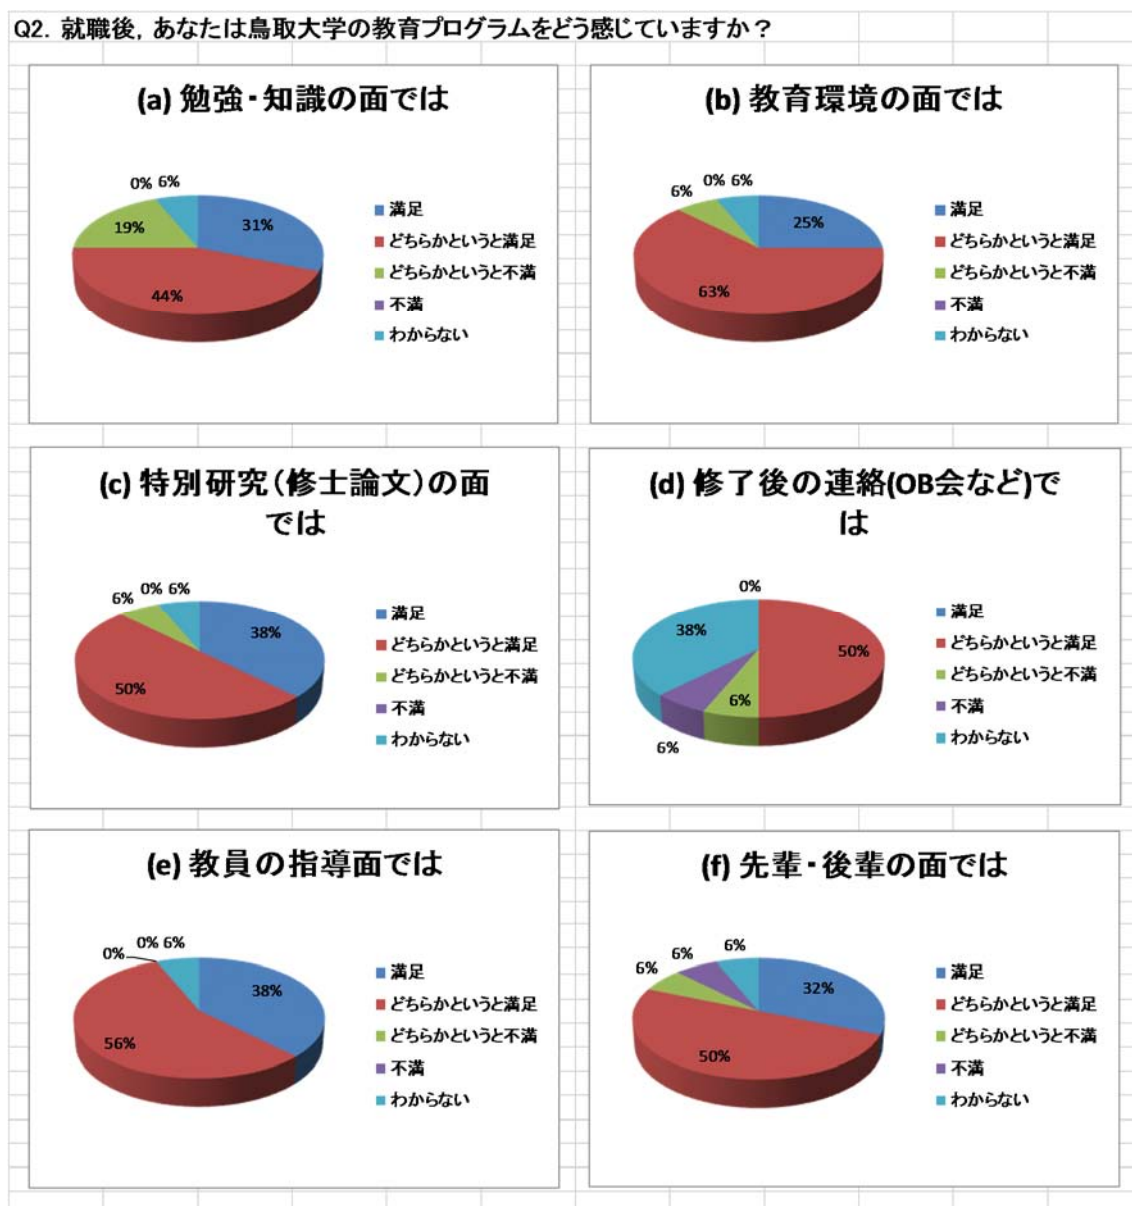 Q2. 就職後，あなたは鳥取大学の教育プログラムをどう感じていますか？
(a) 勉強・知識の面では
0% 6%
19%
31%
44%
満足
どちらかというと満足
どちらかというと不満
不満
わからない
(b) 教育環境の面では
6% 0% 6%
25%
63%
満足
どちらかというと満足
どちらかというと不満
不満
わからない
(c) 特別研究（修士論文）の面
では
6% 0% 6%
38%
50%
満足
どちらかというと満足
どちらかというと不満
不満
わからない
(d) 修了後の連絡(OB会など)で
は
0%
38%
50%
6%
6%
満足
どちらかというと満足
どちらかというと不満
不満
わからない
(e) 教員の指導面では
0% 0% 6%
38%
56%
満足
どちらかというと満足
どちらかというと不満
不満
わからない
(f) 先輩・後輩の面では
6% 6% 6%
32%
50%
満足
どちらかというと満足
どちらかというと不満
不満
わからない